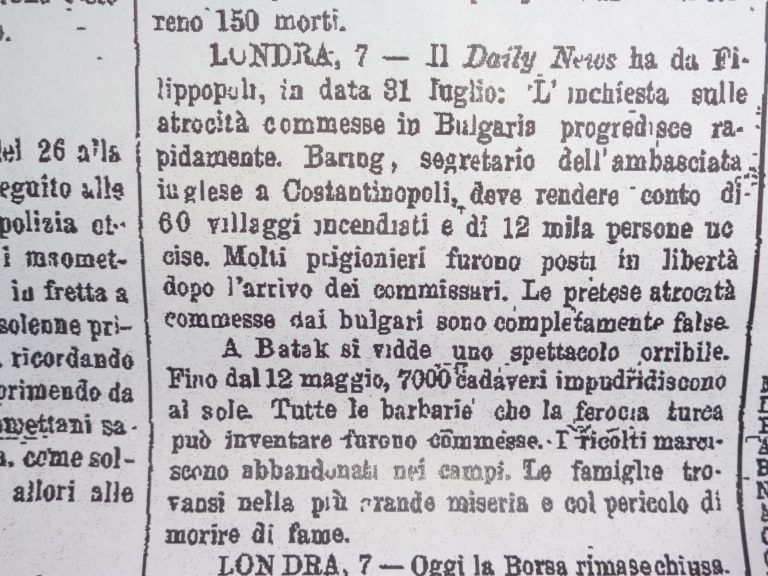 reno 150 morti.
LONDRA, 7 — Il Daily News ha da Fi-
lippopoli, in data 31 luglio: L'inchiesta sulle
atrocità commesse in Bulgaria progredisce ra-
pidamente. Barnog, segretario dell'ambasciata
inglese a Costantinopoli, deve rendere conto di
60 villaggi incendiati e di 12 mila persone uc
cise. Molti prigionieri furono posti in libertà
dopo l'arrivo dei commissari. Le pretese atrocità
commesse dai bulgari sono completamente false.
A Batak si vidde uno spettacolo orribile.
Fino dal 12 maggio, 7000 cadaveri impudridiscono
al sole. Tutte le barbarie che la ferocia turca
può inventare furono commesse. I ricolti marci-
scono abbandonati nei campi. Le famiglie tro-
vansi nella più grande miseria e col pericolo di
morire di fame.
LONDRA, 7 — Oggi la Borsa rimase chiusa.
del 26 alla
eguito alle
polizia ot-
i maomet-
in fretta a
solenne pri-
ricordando
primendo da
omettani sa-
a, come sol-
allori alle